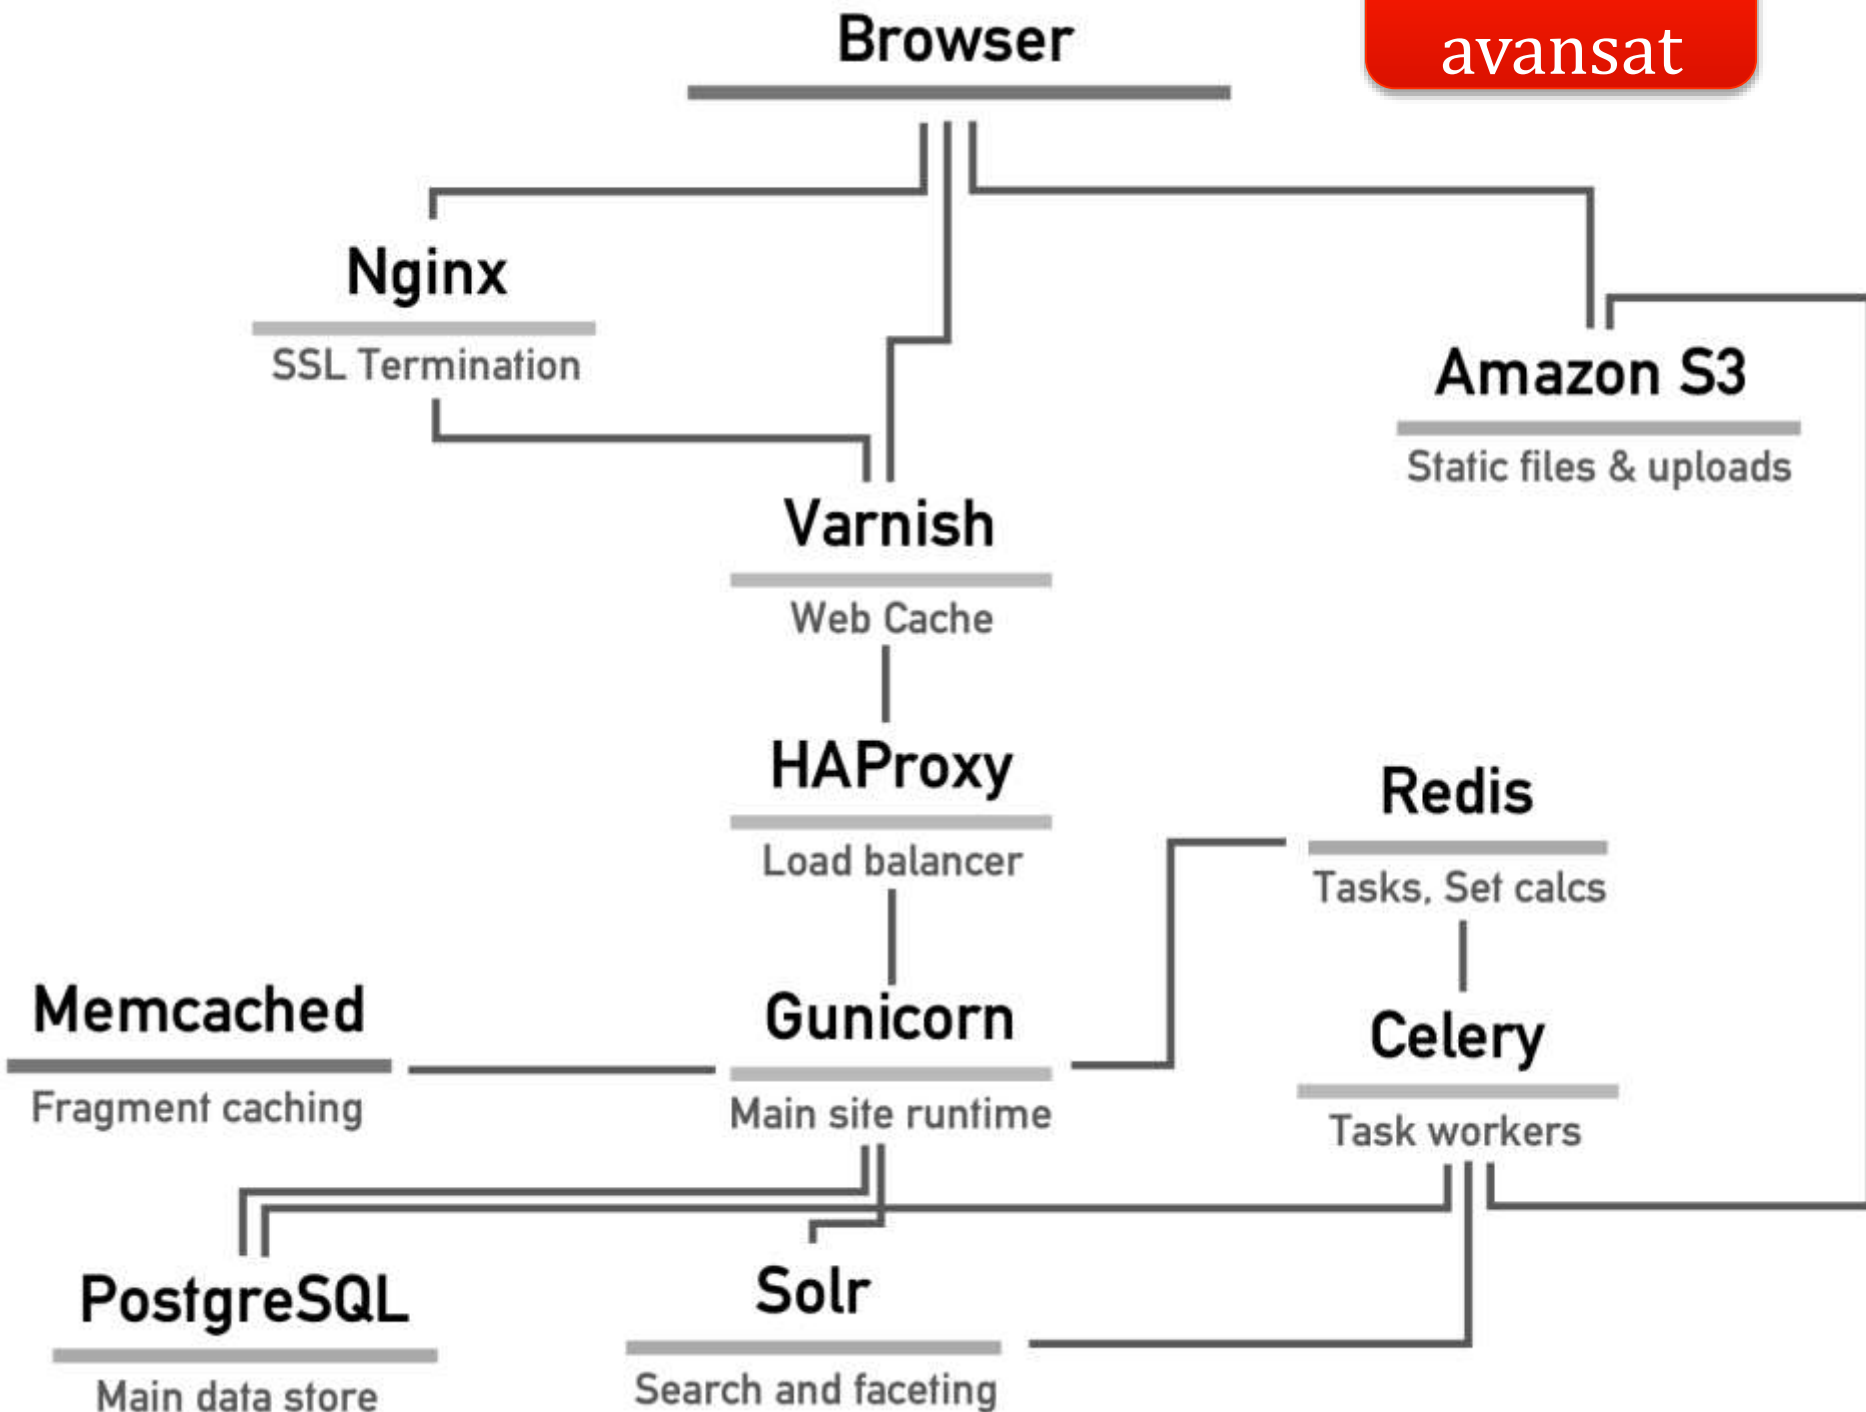 Browser
avansat
Nginx
SSL Termination
Amazon S3
Static files & uploads
Varnish
Web Cache
HAProxy
Load balancer
Redis
Tasks, Set calcs
Memcached
Fragment caching
Gunicorn
Main site runtime
Celery
Task workers
PostgreSQL
Main data store
Solr
Search and faceting